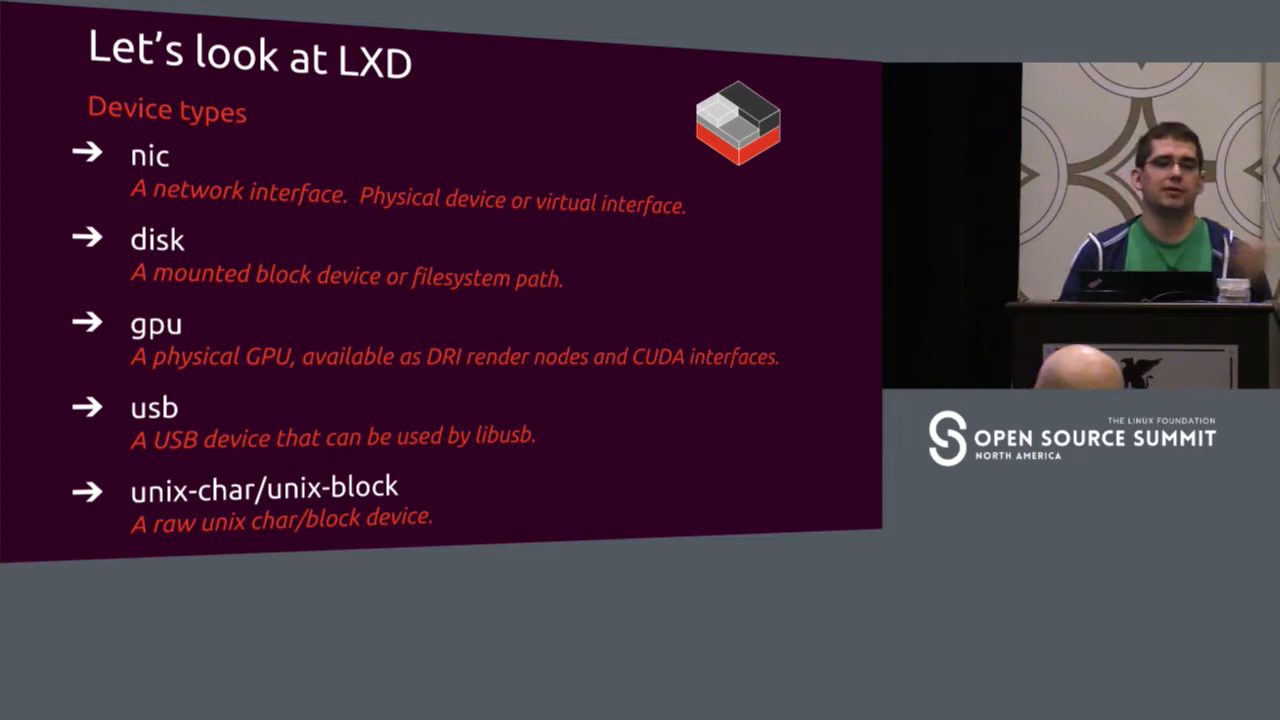 Let's look at LXD
Device types
➔ nic
A network interface. Physical device or virtual interface.
➔ disk
A mounted block device or filesystem path.
➔ gpu
A physical GPU, available as DRI render nodes and CUDA interfaces.
➔ usb
A USB device that can be used by libusb.
➔ unix-char/unix-block
A raw unix char/block device.
THE LINUX FOUNDATION
OPEN SOURCE SUMMIT
NORTH AMERICA